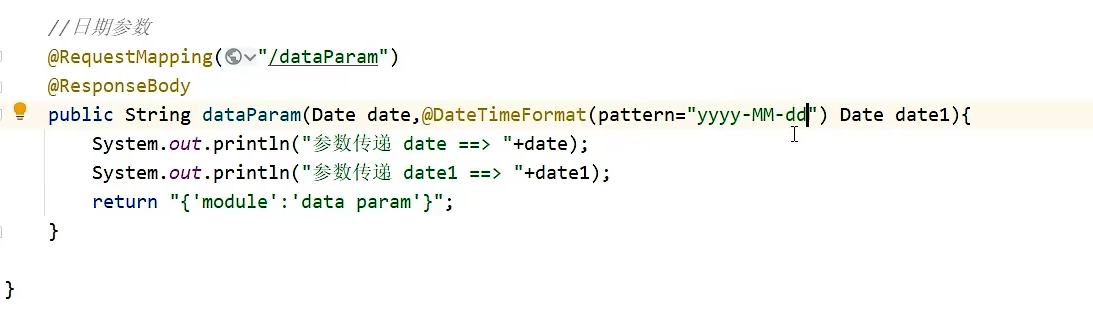 //日期参数
@RequestMapping("/dataParam")
@ResponseBody
public String dataParam(Date date,@DateTimeFormat(pattern="yyyy-MM-dd") Date date1){
System.out.println("参数传递 date ==> "+date);
System.out.println("参数传递 date1 ==> "+date1);
return "{'module':'data param'}";
}
}